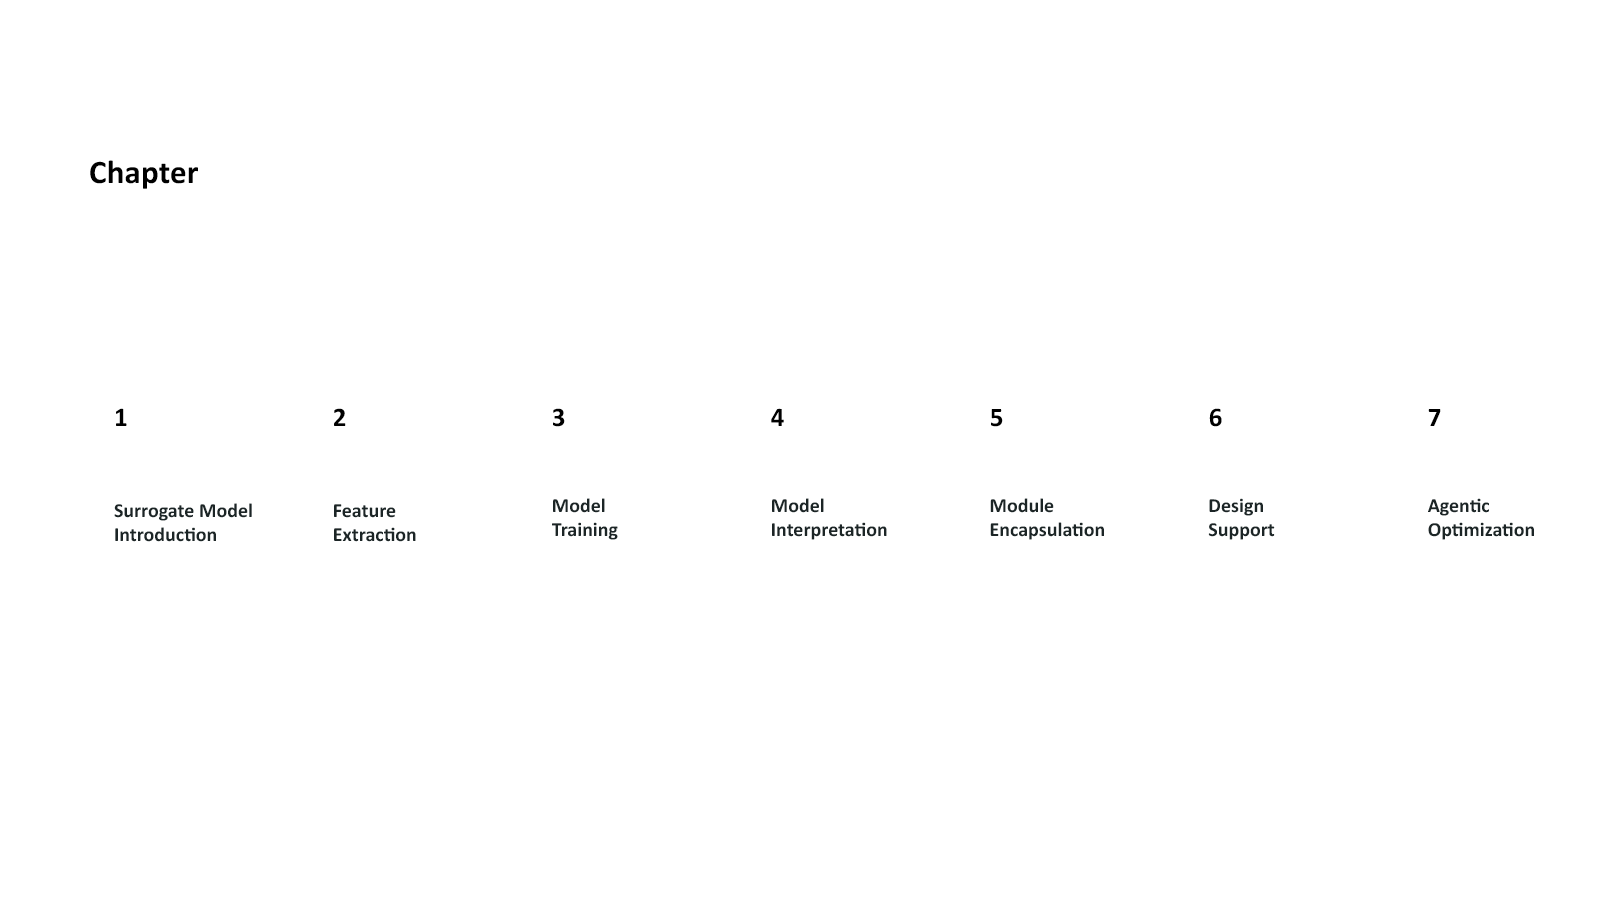 Chapter
1
Surrogate Model
Introduction
2
Feature
Extraction
3
Model
Training
4
Model
Interpretation
5
Module
Encapsulation
6
Design
Support
7
Agentic
Optimization